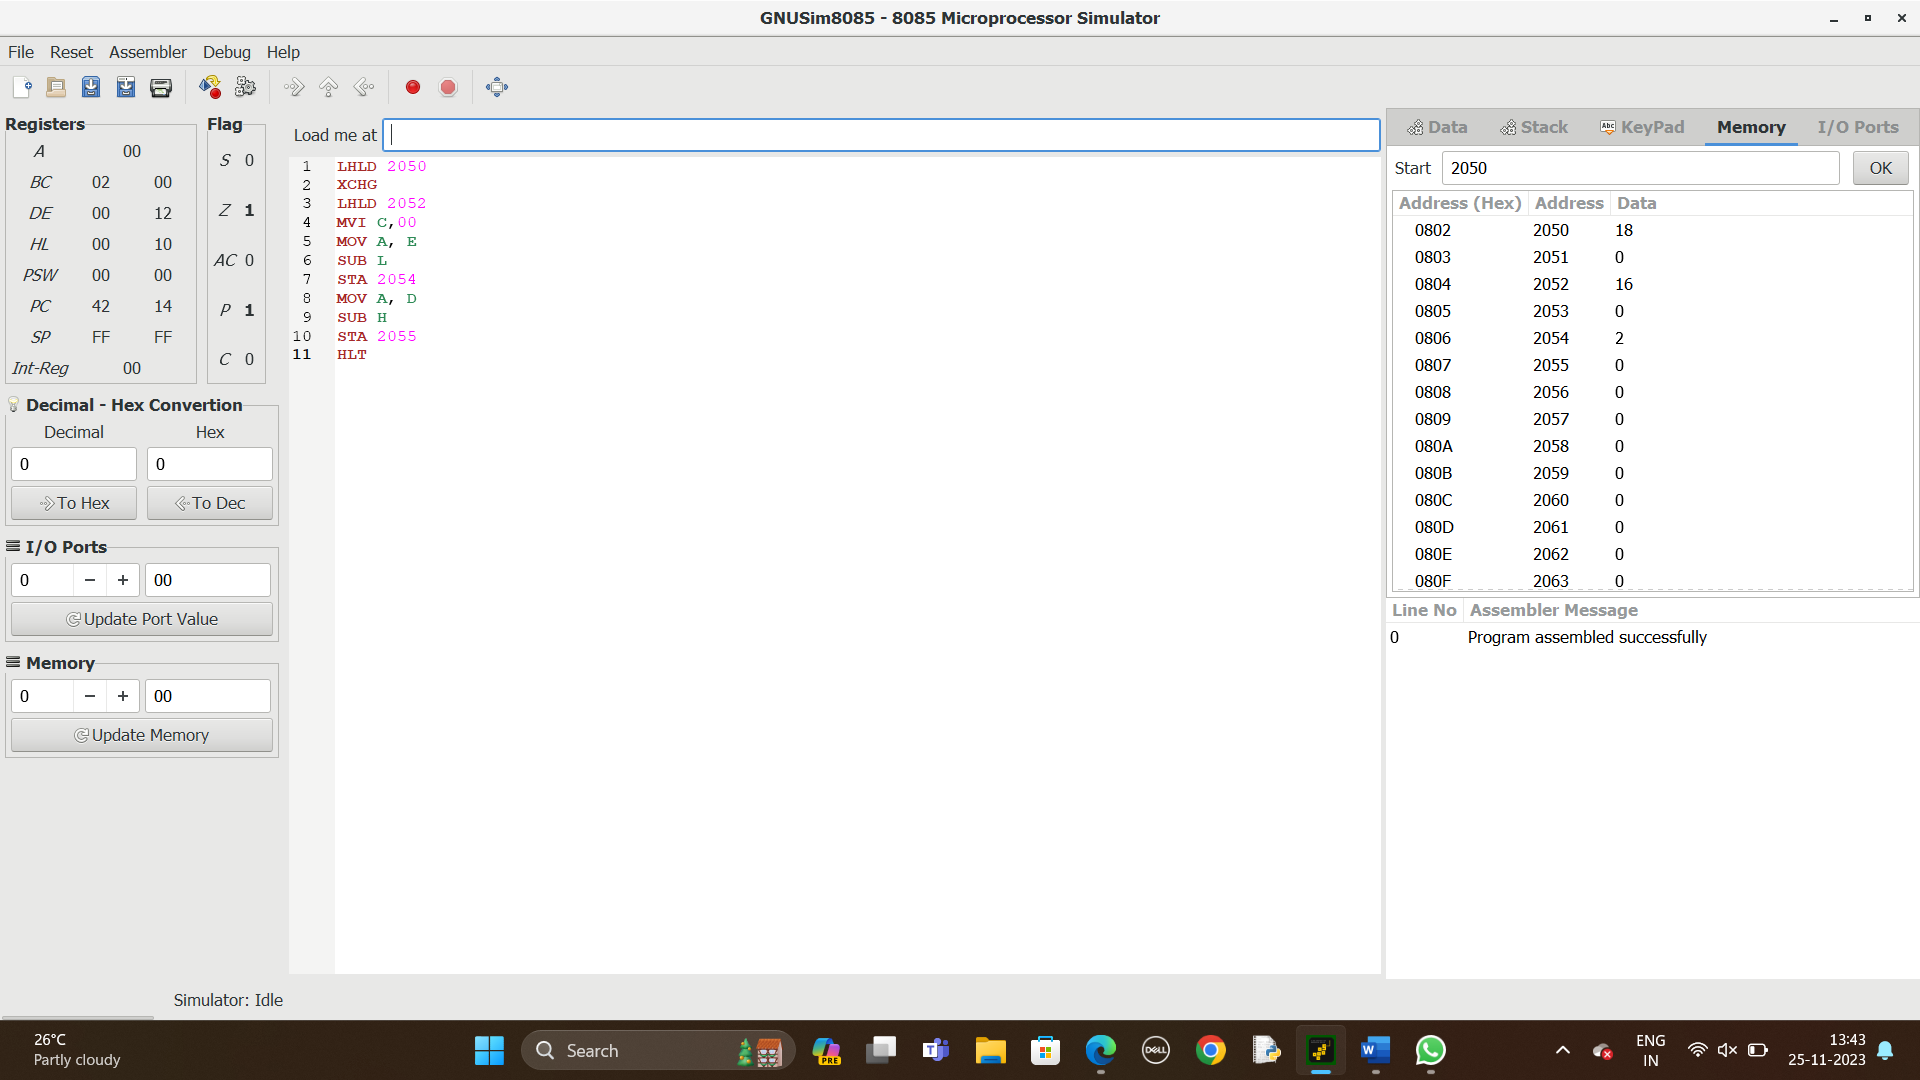 GNUSim8085 - 8085 Microprocessor Simulator
File Reset Assembler Debug Help
Registers
A 00
BC 02 00
DE 00 12
HL 00 10
PSW 00 00
PC 42 14
SP FF FF
Int-Reg 00
Flag
S 0
Z 1
AC 0
P 1
C 0
Decimal - Hex Convertion
Decimal Hex
0 0
To Hex To Dec
I/O Ports
0 − + 00
Update Port Value
Memory
0 − + 00
Update Memory
Load me at
1 LHLD 2050
2 XCHG
3 LHLD 2052
4 MVI C,00
5 MOV A, E
6 SUB L
7 STA 2054
8 MOV A, D
9 SUB H
10 STA 2055
11 HLT
Data Stack Abc KeyPad Memory I/O Ports
Start 2050 OK
Address (Hex) Address Data
0802 2050 18
0803 2051 0
0804 2052 16
0805 2053 0
0806 2054 2
0807 2055 0
0808 2056 0
0809 2057 0
080A 2058 0
080B 2059 0
080C 2060 0
080D 2061 0
080E 2062 0
080F 2063 0
Line No Assembler Message
0 Program assembled successfully
Simulator: Idle
26°C
Partly cloudy
Search
PRE
DELL
ENG
IN
13:43
25-11-2023